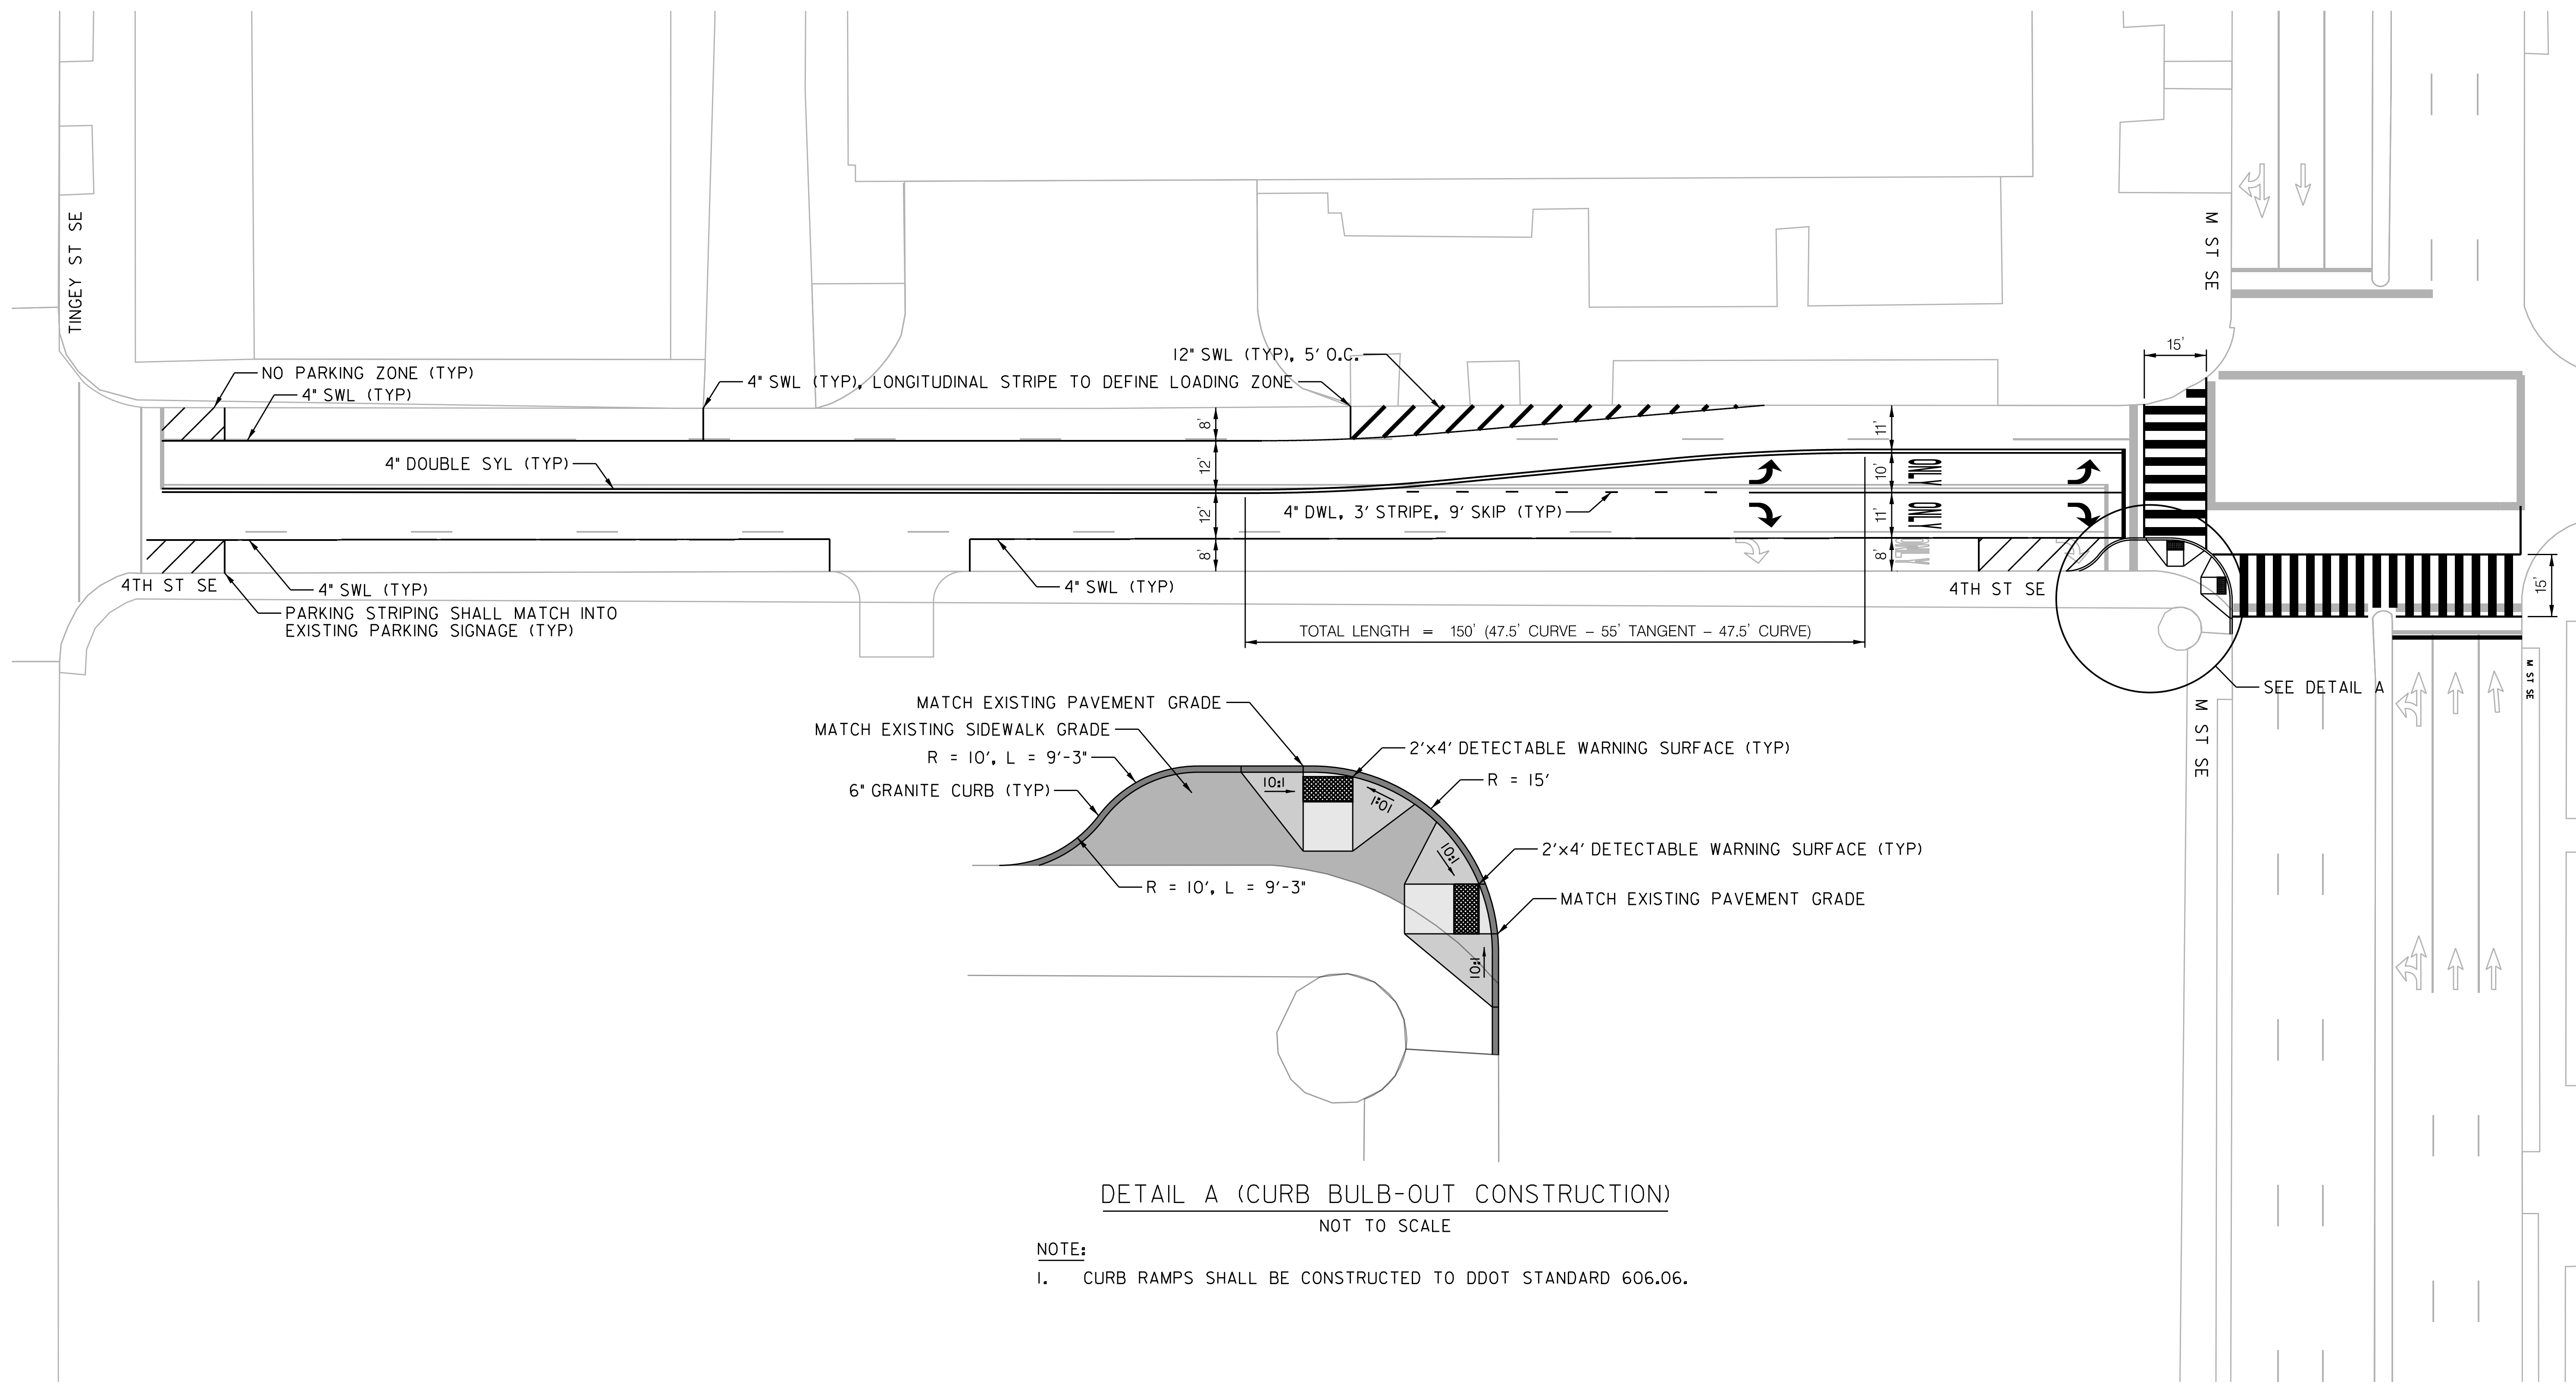 TINGEY ST SE
M ST SE
15'
12" SWL (TYP), 5' O.C.
NO PARKING ZONE (TYP)
4" SWL (TYP), LONGITUDINAL STRIPE TO DEFINE LOADING ZONE
4" SWL (TYP)
8'
11'
4" DOUBLE SYL (TYP)
12'
10'
ONLY
4" DWL, 3' STRIPE, 9' SKIP (TYP)
12'
11'
ONLY
8'
8'
ONLY
4TH ST SE
4" SWL (TYP)
4" SWL (TYP)
4TH ST SE
15'
PARKING STRIPING SHALL MATCH INTO
EXISTING PARKING SIGNAGE (TYP)
TOTAL LENGTH = 150' (47.5' CURVE - 55' TANGENT - 47.5' CURVE)
SEE DETAIL A
M ST SE
M ST SE
MATCH EXISTING PAVEMENT GRADE
MATCH EXISTING SIDEWALK GRADE
R = 10', L = 9'-3"
6" GRANITE CURB (TYP)
2'x4' DETECTABLE WARNING SURFACE (TYP)
R = 15'
10:1
10:1
10:1
2'x4' DETECTABLE WARNING SURFACE (TYP)
R = 10', L = 9'-3"
MATCH EXISTING PAVEMENT GRADE
10:1
DETAIL A (CURB BULB-OUT CONSTRUCTION)
NOT TO SCALE
NOTE:
1. CURB RAMPS SHALL BE CONSTRUCTED TO DDOT STANDARD 606.06.